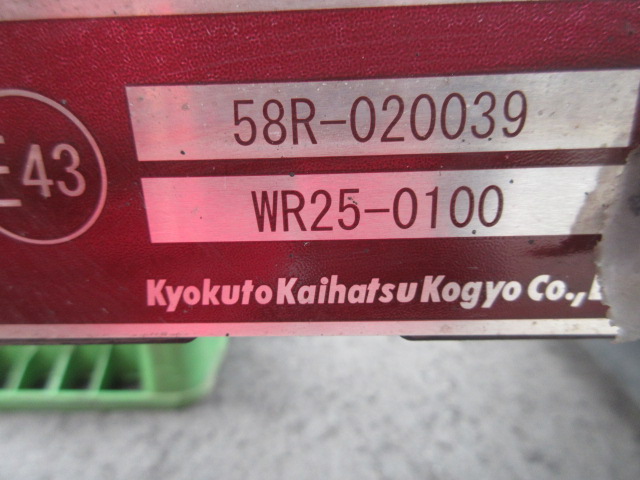 58R-020039
E43
WR25-0100
Kyokuto Kaihatsu Kogyo Co.,